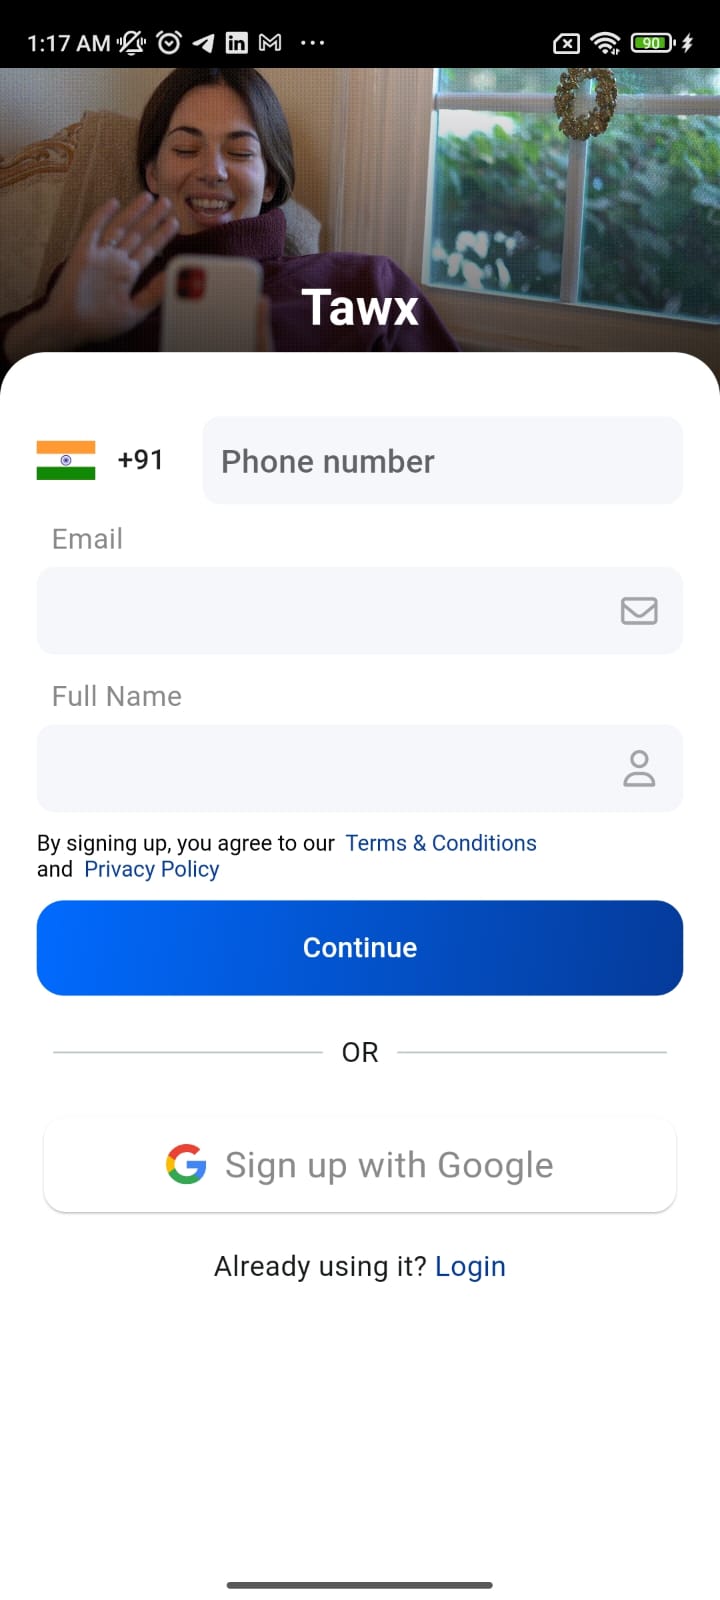 1:17 AM
90
Tawx
+91
Phone number
Email
Full Name
By signing up, you agree to our Terms & Conditions
and Privacy Policy
Continue
OR
Sign up with Google
Already using it? Login